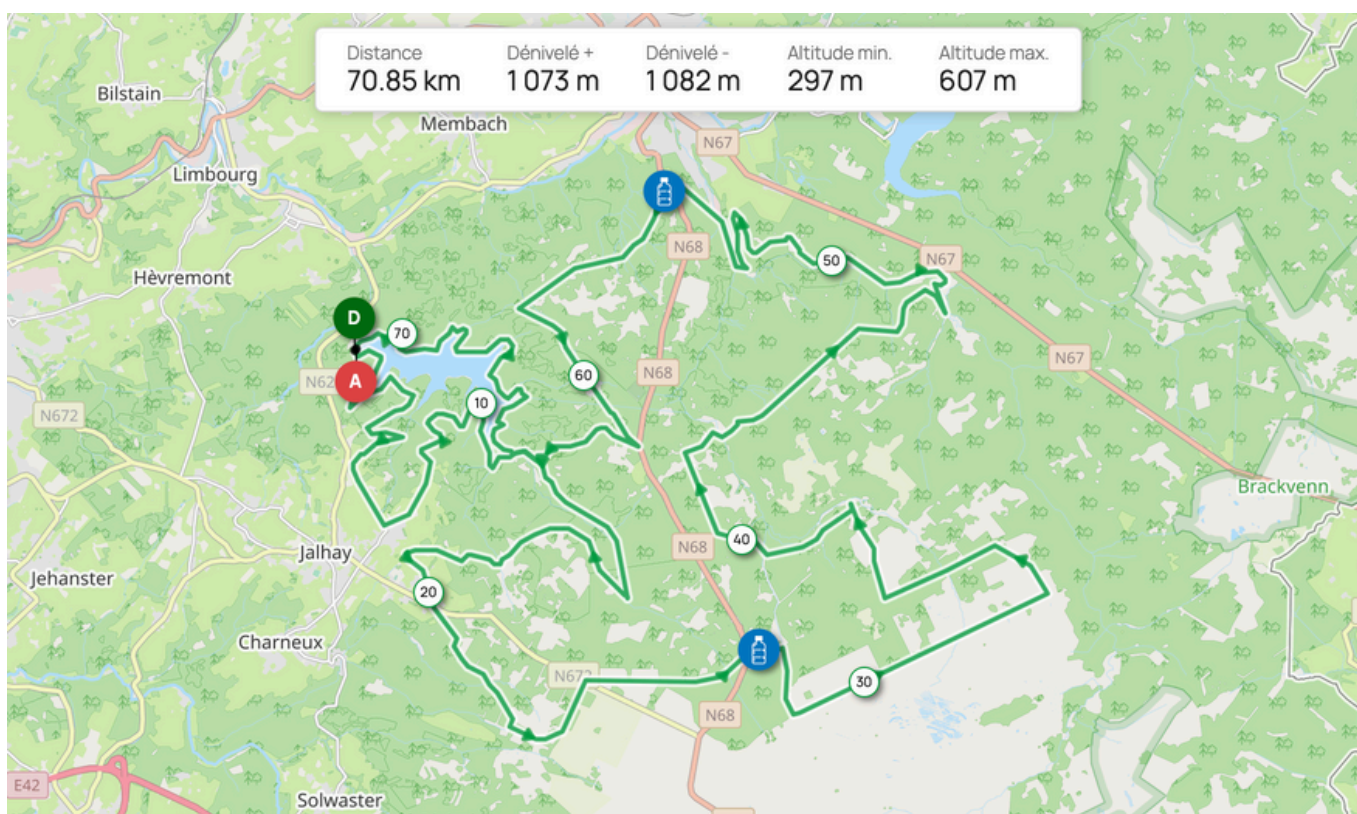 Distance
70.85 km
Dénivelé +
1 073 m
Dénivelé -
1 082 m
Altitude min.
297 m
Altitude max.
607 m
Bilstain
Membach
N67
Limbourg
N68
Hèvremont
50
N67
D
70
N67
A
N62
60
N68
10
N672
Brackvenn
Jalhay
N68
40
Jehanster
20
Charneux
N672
30
N68
E42
Solwaster